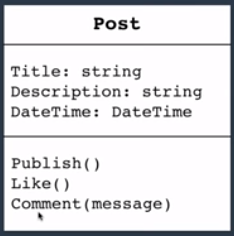 Post
Title: string
Description: string
DateTime: DateTime
Publish()
Like()
Comment(message)